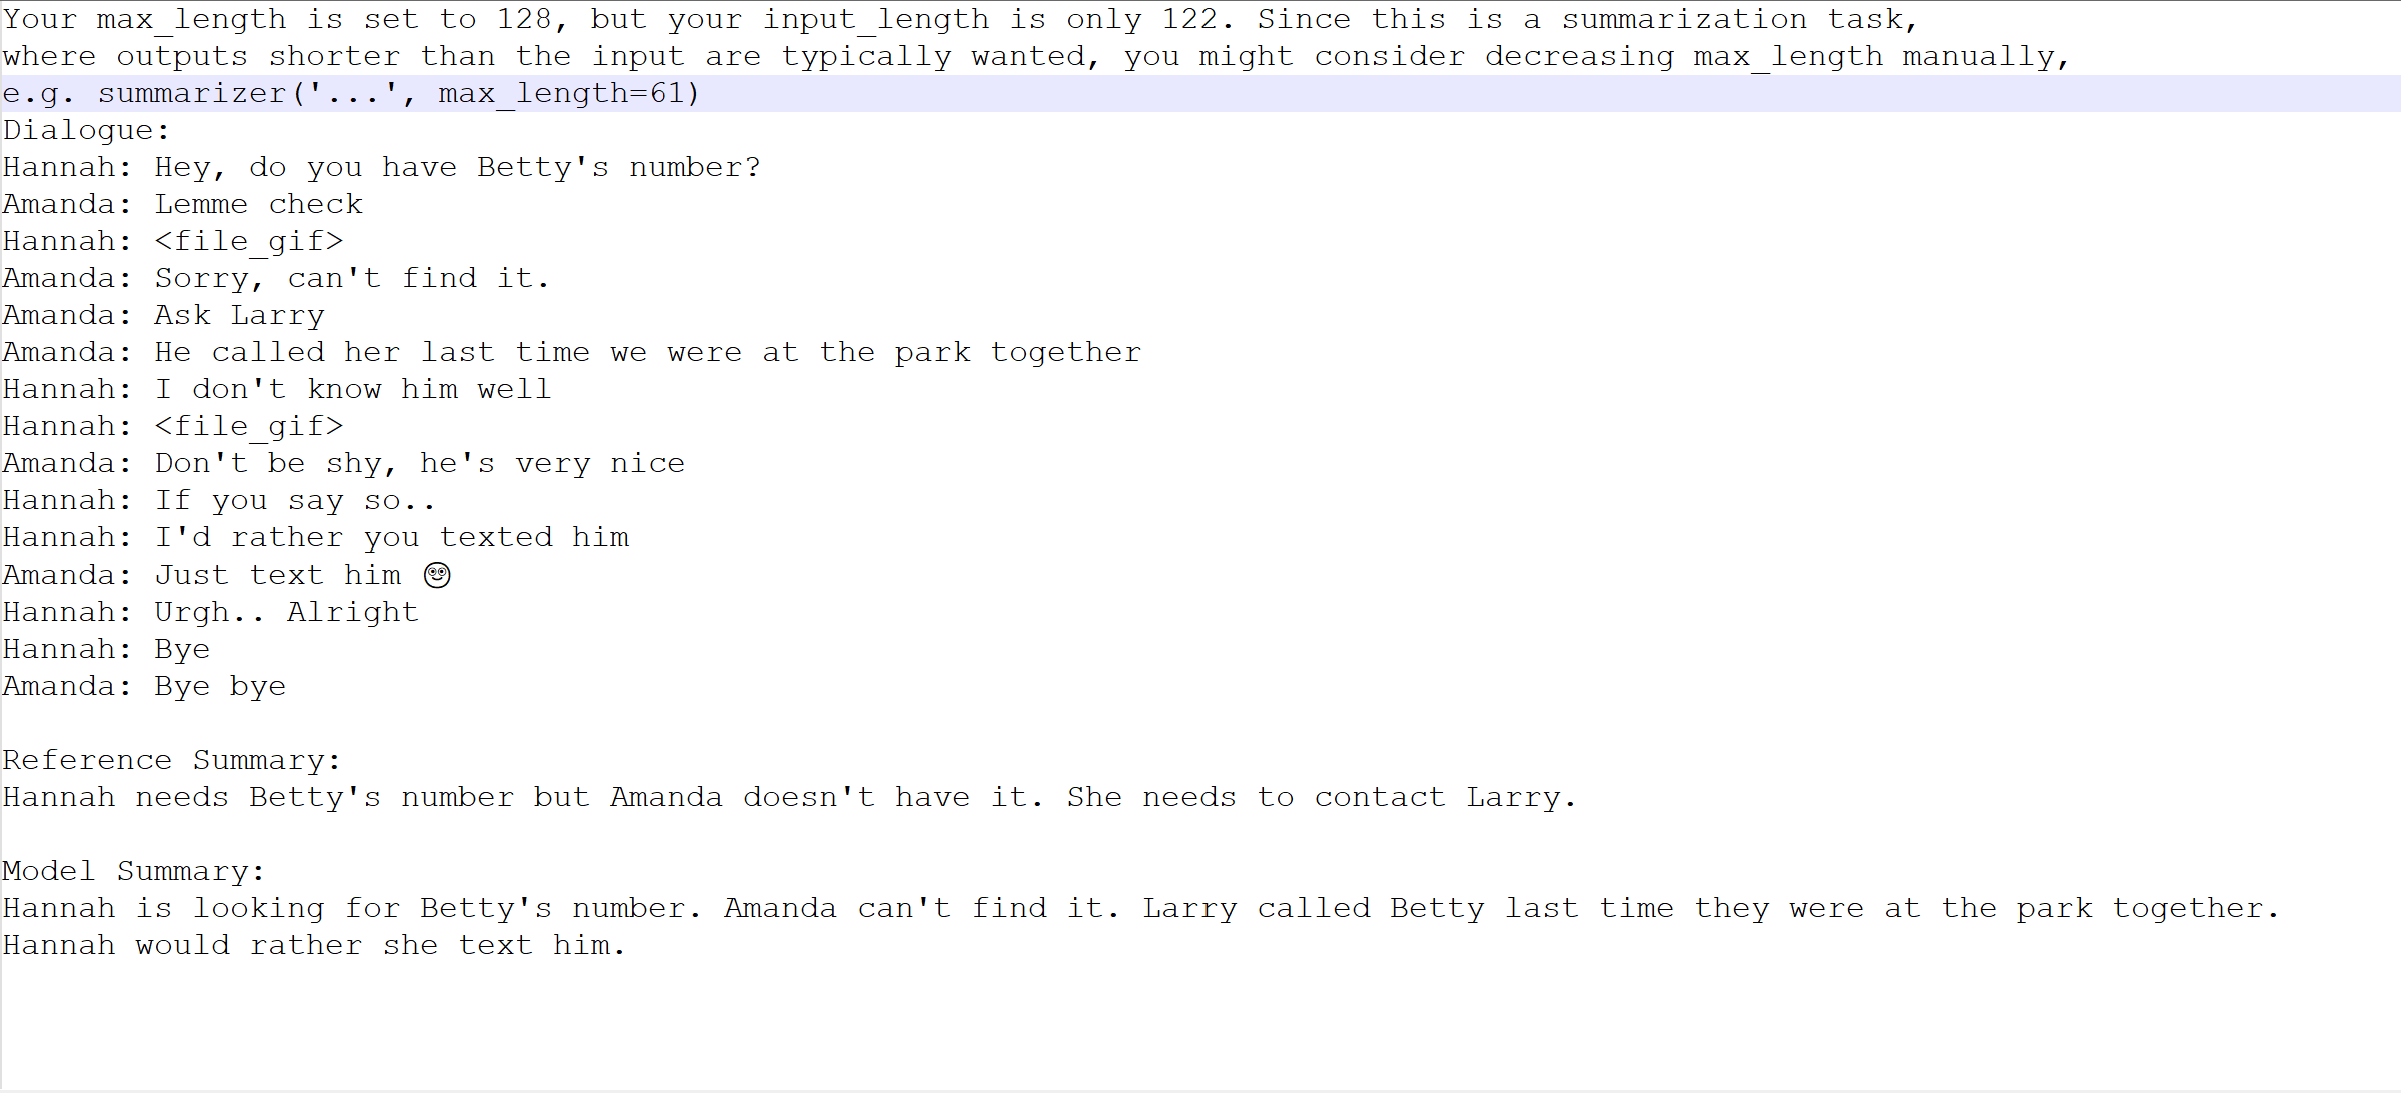 Your max_length is set to 128, but your input_length is only 122. Since this is a summarization task,
where outputs shorter than the input are typically wanted, you might consider decreasing max_length manually,
e.g. summarizer('...', max_length=61)
Dialogue:
Hannah: Hey, do you have Betty's number?
Amanda: Lemme check
Hannah: <file_gif>
Amanda: Sorry, can't find it.
Amanda: Ask Larry
Amanda: He called her last time we were at the park together
Hannah: I don't know him well
Hannah: <file_gif>
Amanda: Don't be shy, he's very nice
Hannah: If you say so..
Hannah: I'd rather you texted him
Amanda: Just text him 🙂
Hannah: Urgh.. Alright
Hannah: Bye
Amanda: Bye bye

Reference Summary:
Hannah needs Betty's number but Amanda doesn't have it. She needs to contact Larry.

Model Summary:
Hannah is looking for Betty's number. Amanda can't find it. Larry called Betty last time they were at the park together.
Hannah would rather she text him.